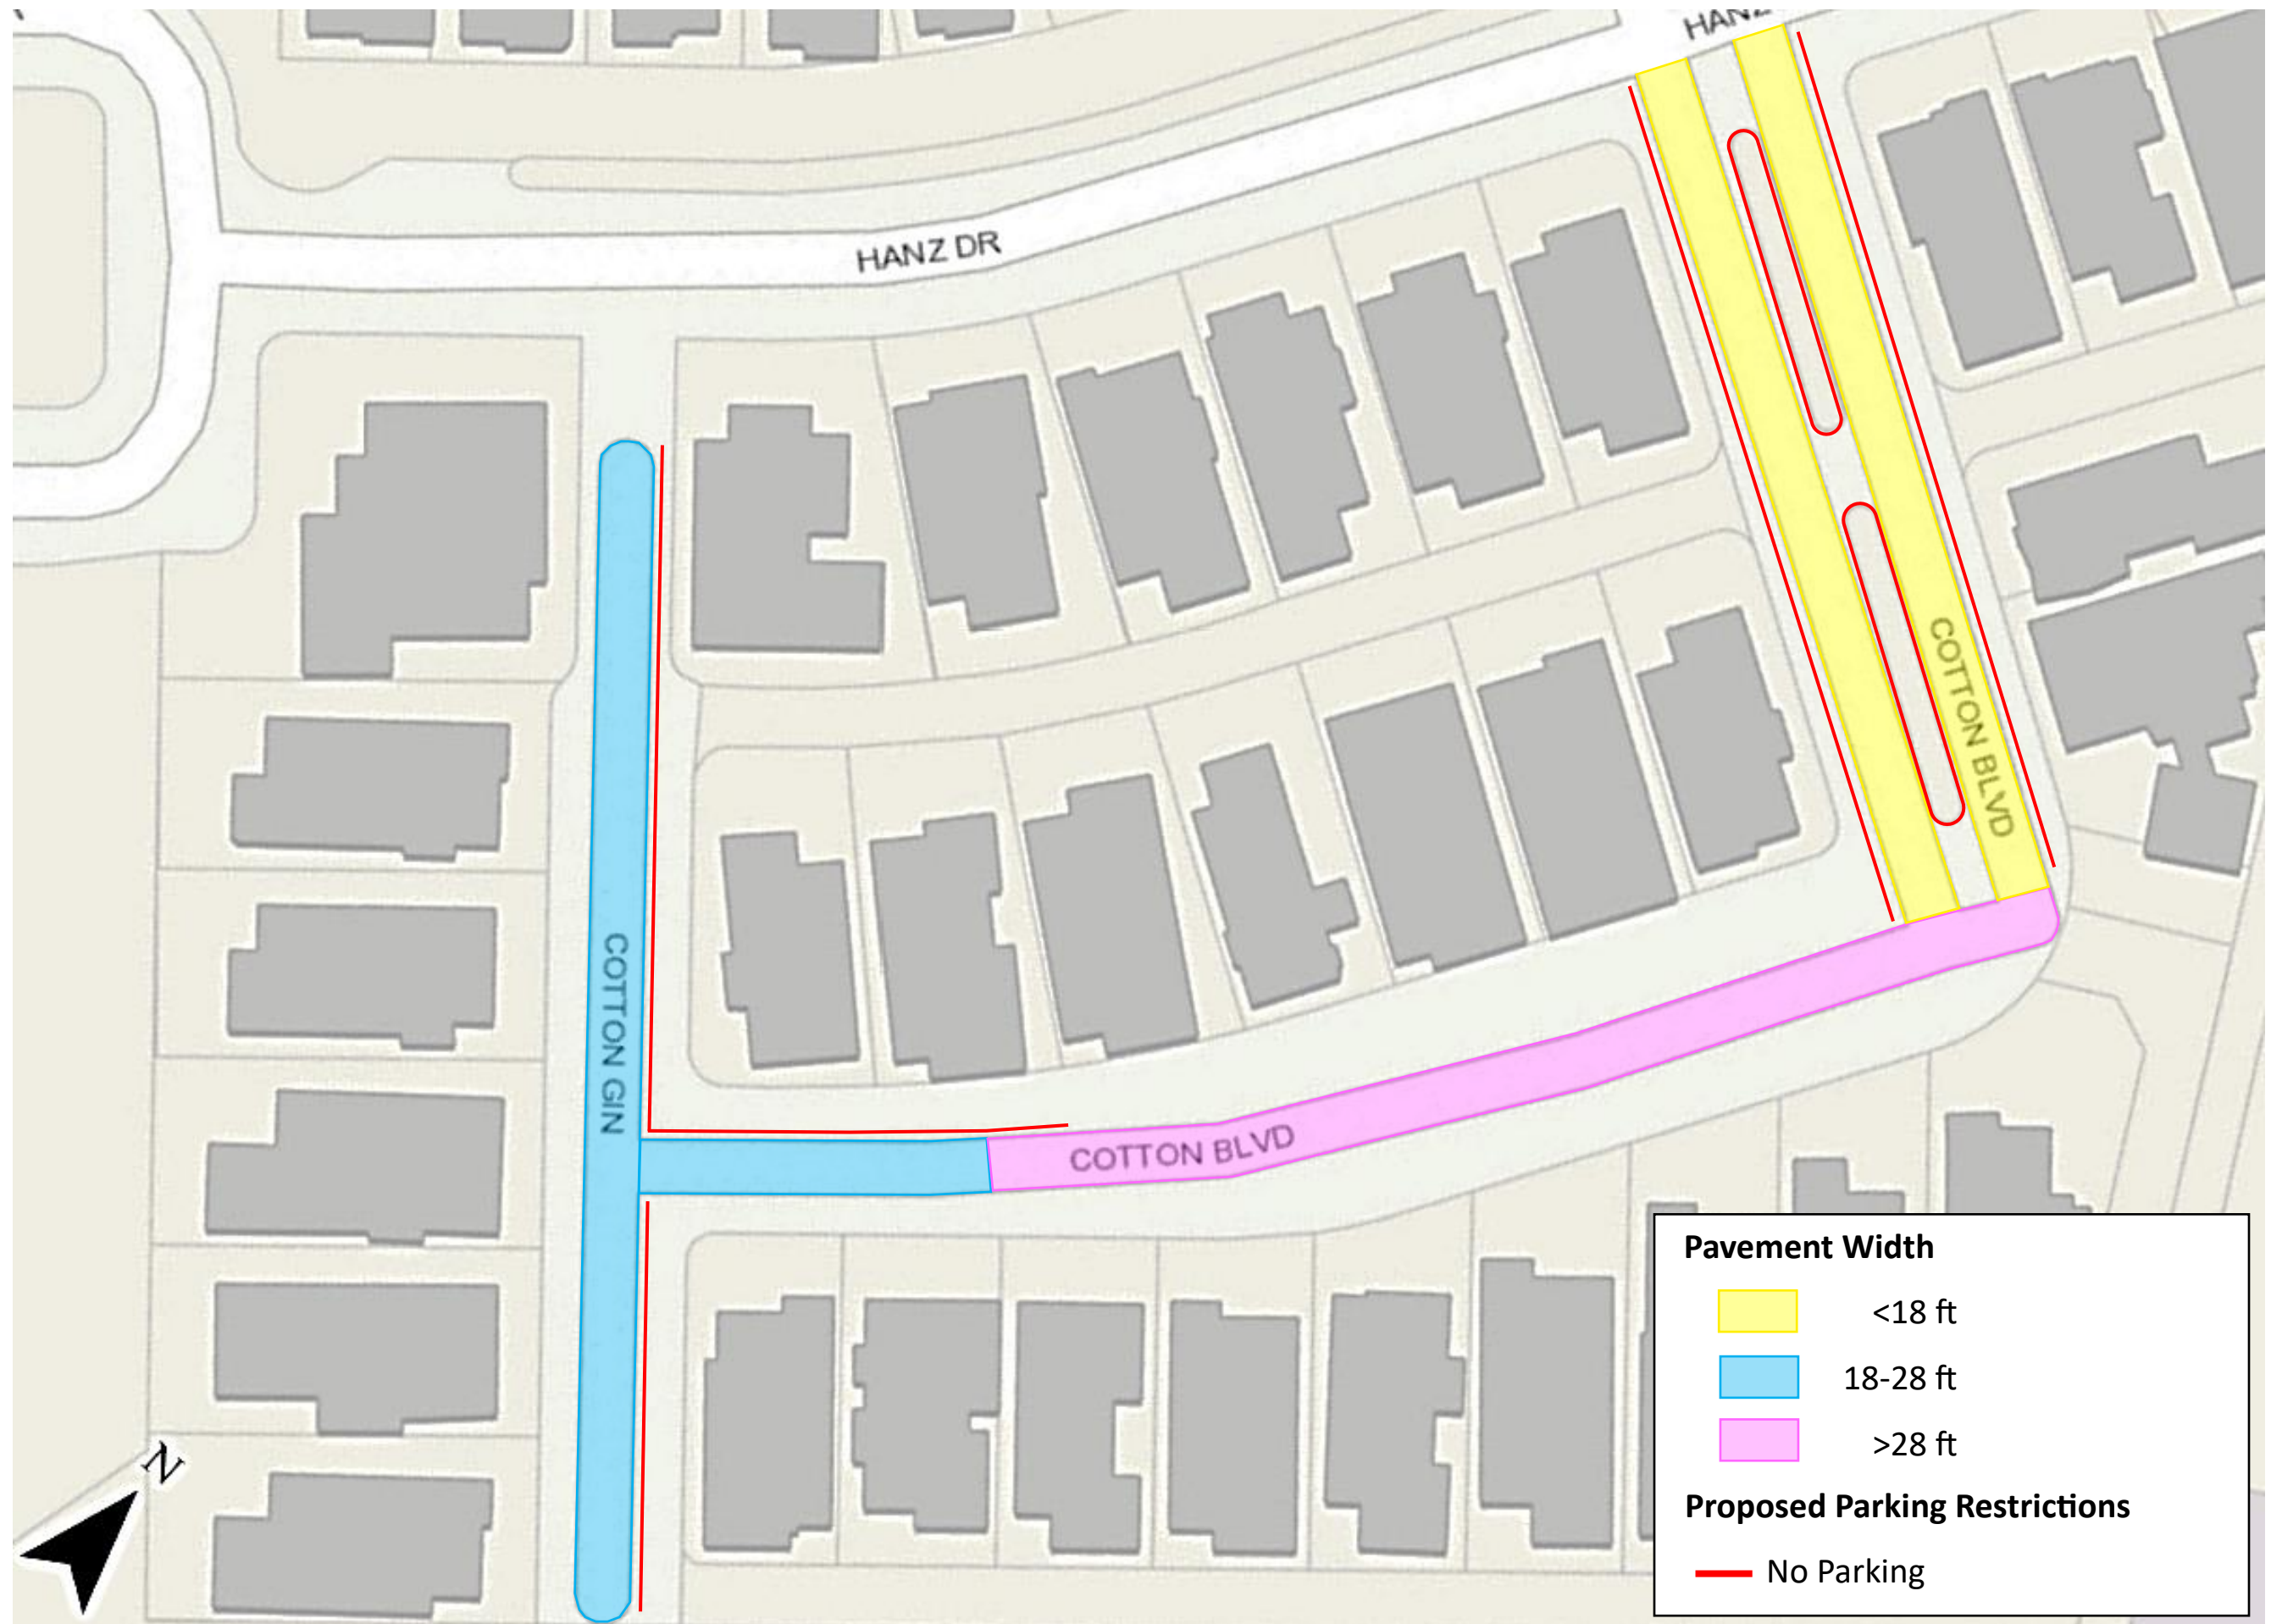 HANZ
HANZ DR
COTTON BLVD
COTTON GIN
COTTON BLVD
N
Pavement Width
<18 ft
18-28 ft
>28 ft
Proposed Parking Restrictions
No Parking